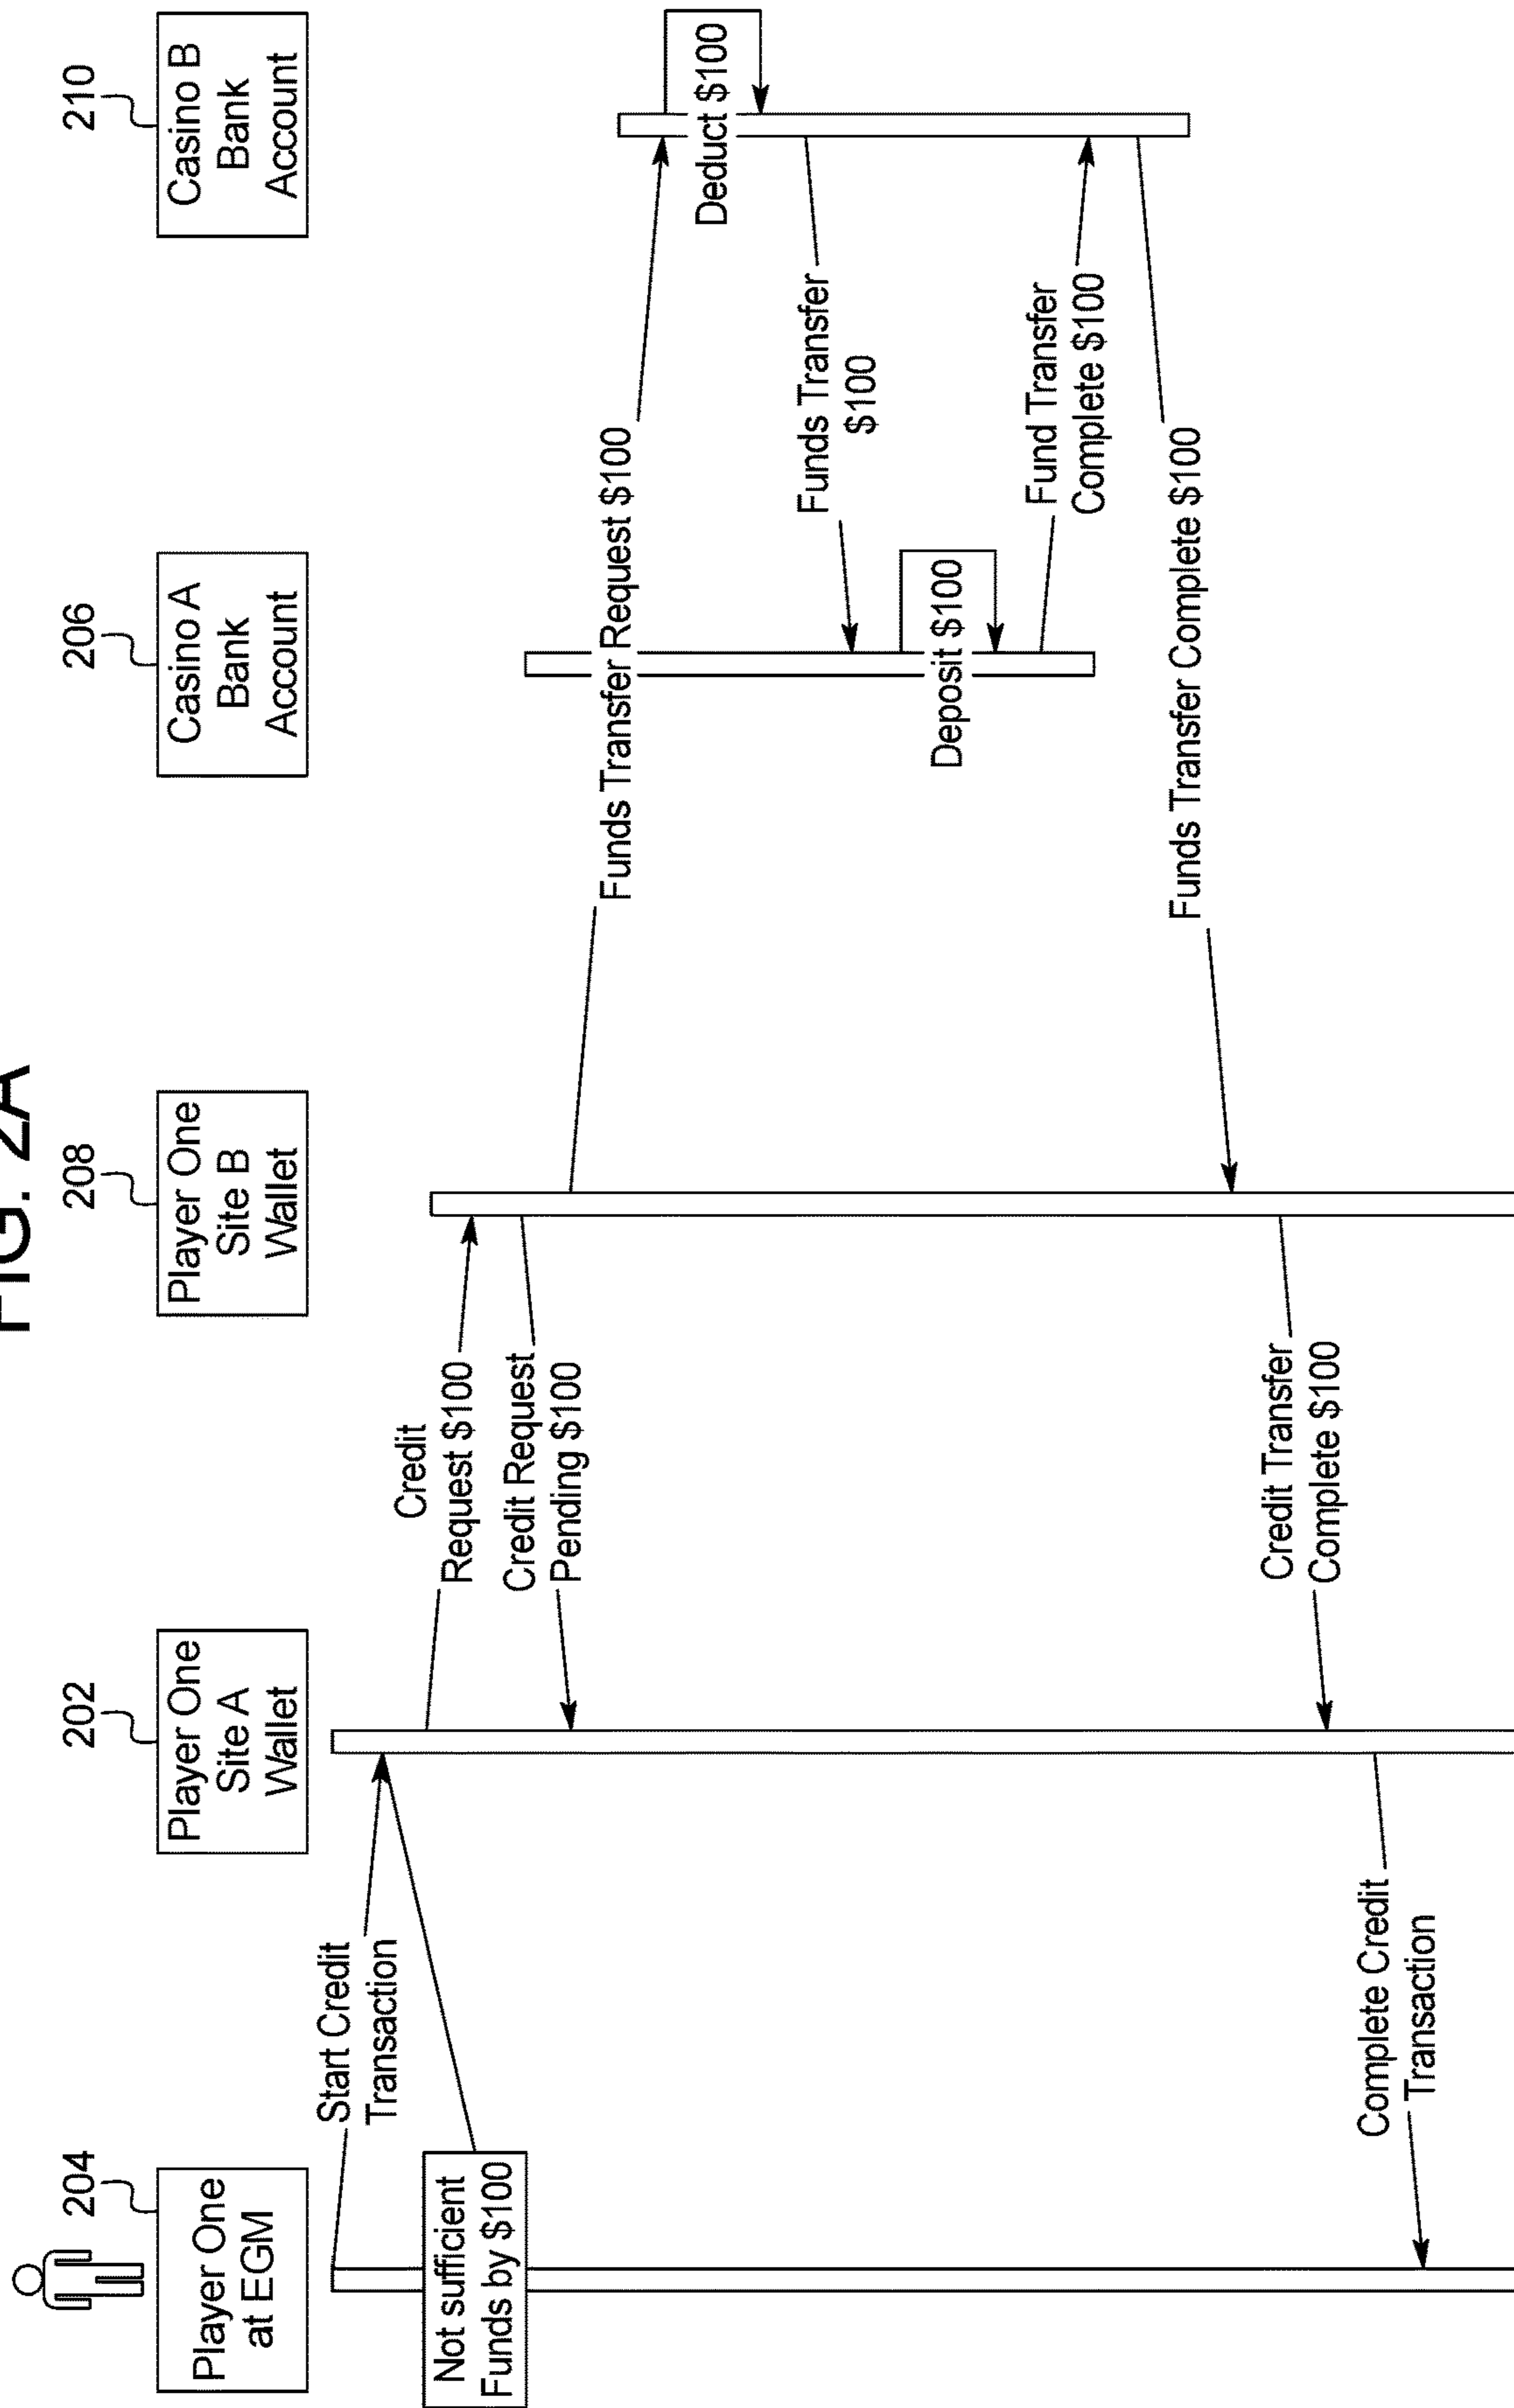 FIG. 2A
204
Player One
at EGM
202
Player One
Site A
Wallet
208
Player One
Site B
Wallet
206
Casino A
Bank
Account
210
Casino B
Bank
Account
Start Credit
Transaction
Not sufficient
Funds by $100
Credit
Request $100
Credit Request
Pending $100
Funds Transfer Request $100
Deduct $100
Funds Transfer
$100
Deposit $100
Fund Transfer
Complete $100
Funds Transfer Complete $100
Credit Transfer
Complete $100
Complete Credit
Transaction